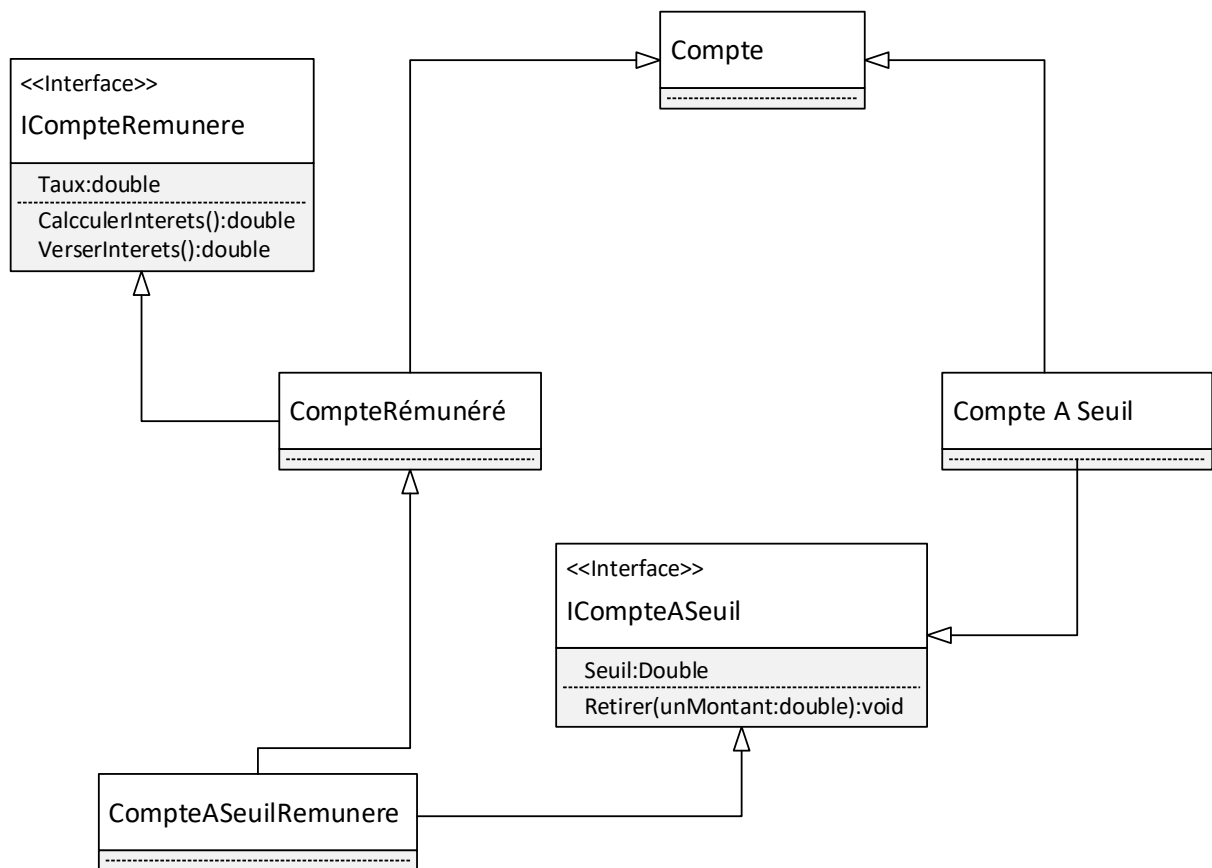 Compte
<<Interface>>
ICompteRemunere
Taux:double
CalcculerInterets():double
VerserInterets():double
CompteRémunéré
Compte A Seuil
<<Interface>>
ICompteASeuil
Seuil:Double
Retirer(unMontant:double):void
CompteASeuilRemunere